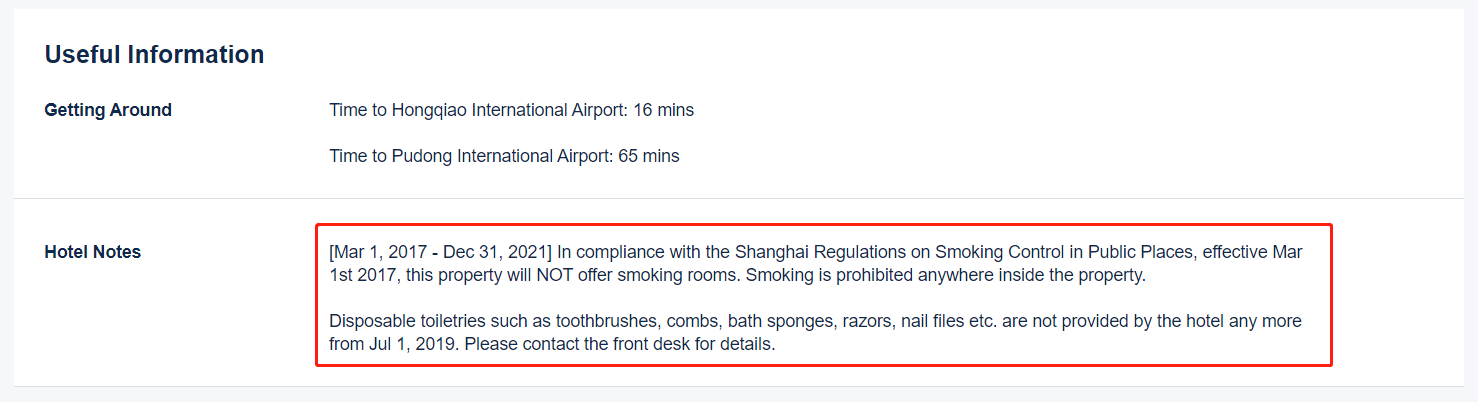 Useful Information
Getting Around
Time to Hongqiao International Airport: 16 mins
Time to Pudong International Airport: 65 mins
Hotel Notes
[Mar 1, 2017 - Dec 31, 2021] In compliance with the Shanghai Regulations on Smoking Control in Public Places, effective Mar
1st 2017, this property will NOT offer smoking rooms. Smoking is prohibited anywhere inside the property.
Disposable toiletries such as toothbrushes, combs, bath sponges, razors, nail files etc. are not provided by the hotel any more
from Jul 1, 2019. Please contact the front desk for details.